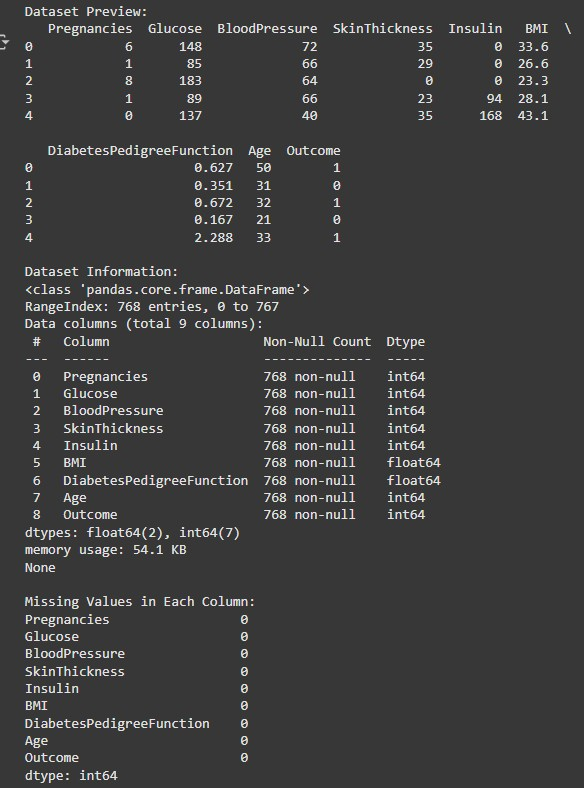 Dataset Preview:
   Pregnancies  Glucose  BloodPressure  SkinThickness  Insulin   BMI  \
0            6      148             72             35        0  33.6
1            1       85             66             29        0  26.6
2            8      183             64              0        0  23.3
3            1       89             66             23       94  28.1
4            0      137             40             35      168  43.1

   DiabetesPedigreeFunction  Age  Outcome
0                     0.627   50        1
1                     0.351   31        0
2                     0.672   32        1
3                     0.167   21        0
4                     2.288   33        1

Dataset Information:
<class 'pandas.core.frame.DataFrame'>
RangeIndex: 768 entries, 0 to 767
Data columns (total 9 columns):
 #   Column                    Non-Null Count  Dtype
---  ------                    --------------  -----
 0   Pregnancies               768 non-null    int64
 1   Glucose                   768 non-null    int64
 2   BloodPressure             768 non-null    int64
 3   SkinThickness             768 non-null    int64
 4   Insulin                   768 non-null    int64
 5   BMI                       768 non-null    float64
 6   DiabetesPedigreeFunction  768 non-null    float64
 7   Age                       768 non-null    int64
 8   Outcome                   768 non-null    int64
dtypes: float64(2), int64(7)
memory usage: 54.1 KB
None

Missing Values in Each Column:
Pregnancies                 0
Glucose                     0
BloodPressure               0
SkinThickness               0
Insulin                     0
BMI                         0
DiabetesPedigreeFunction    0
Age                         0
Outcome                     0
dtype: int64